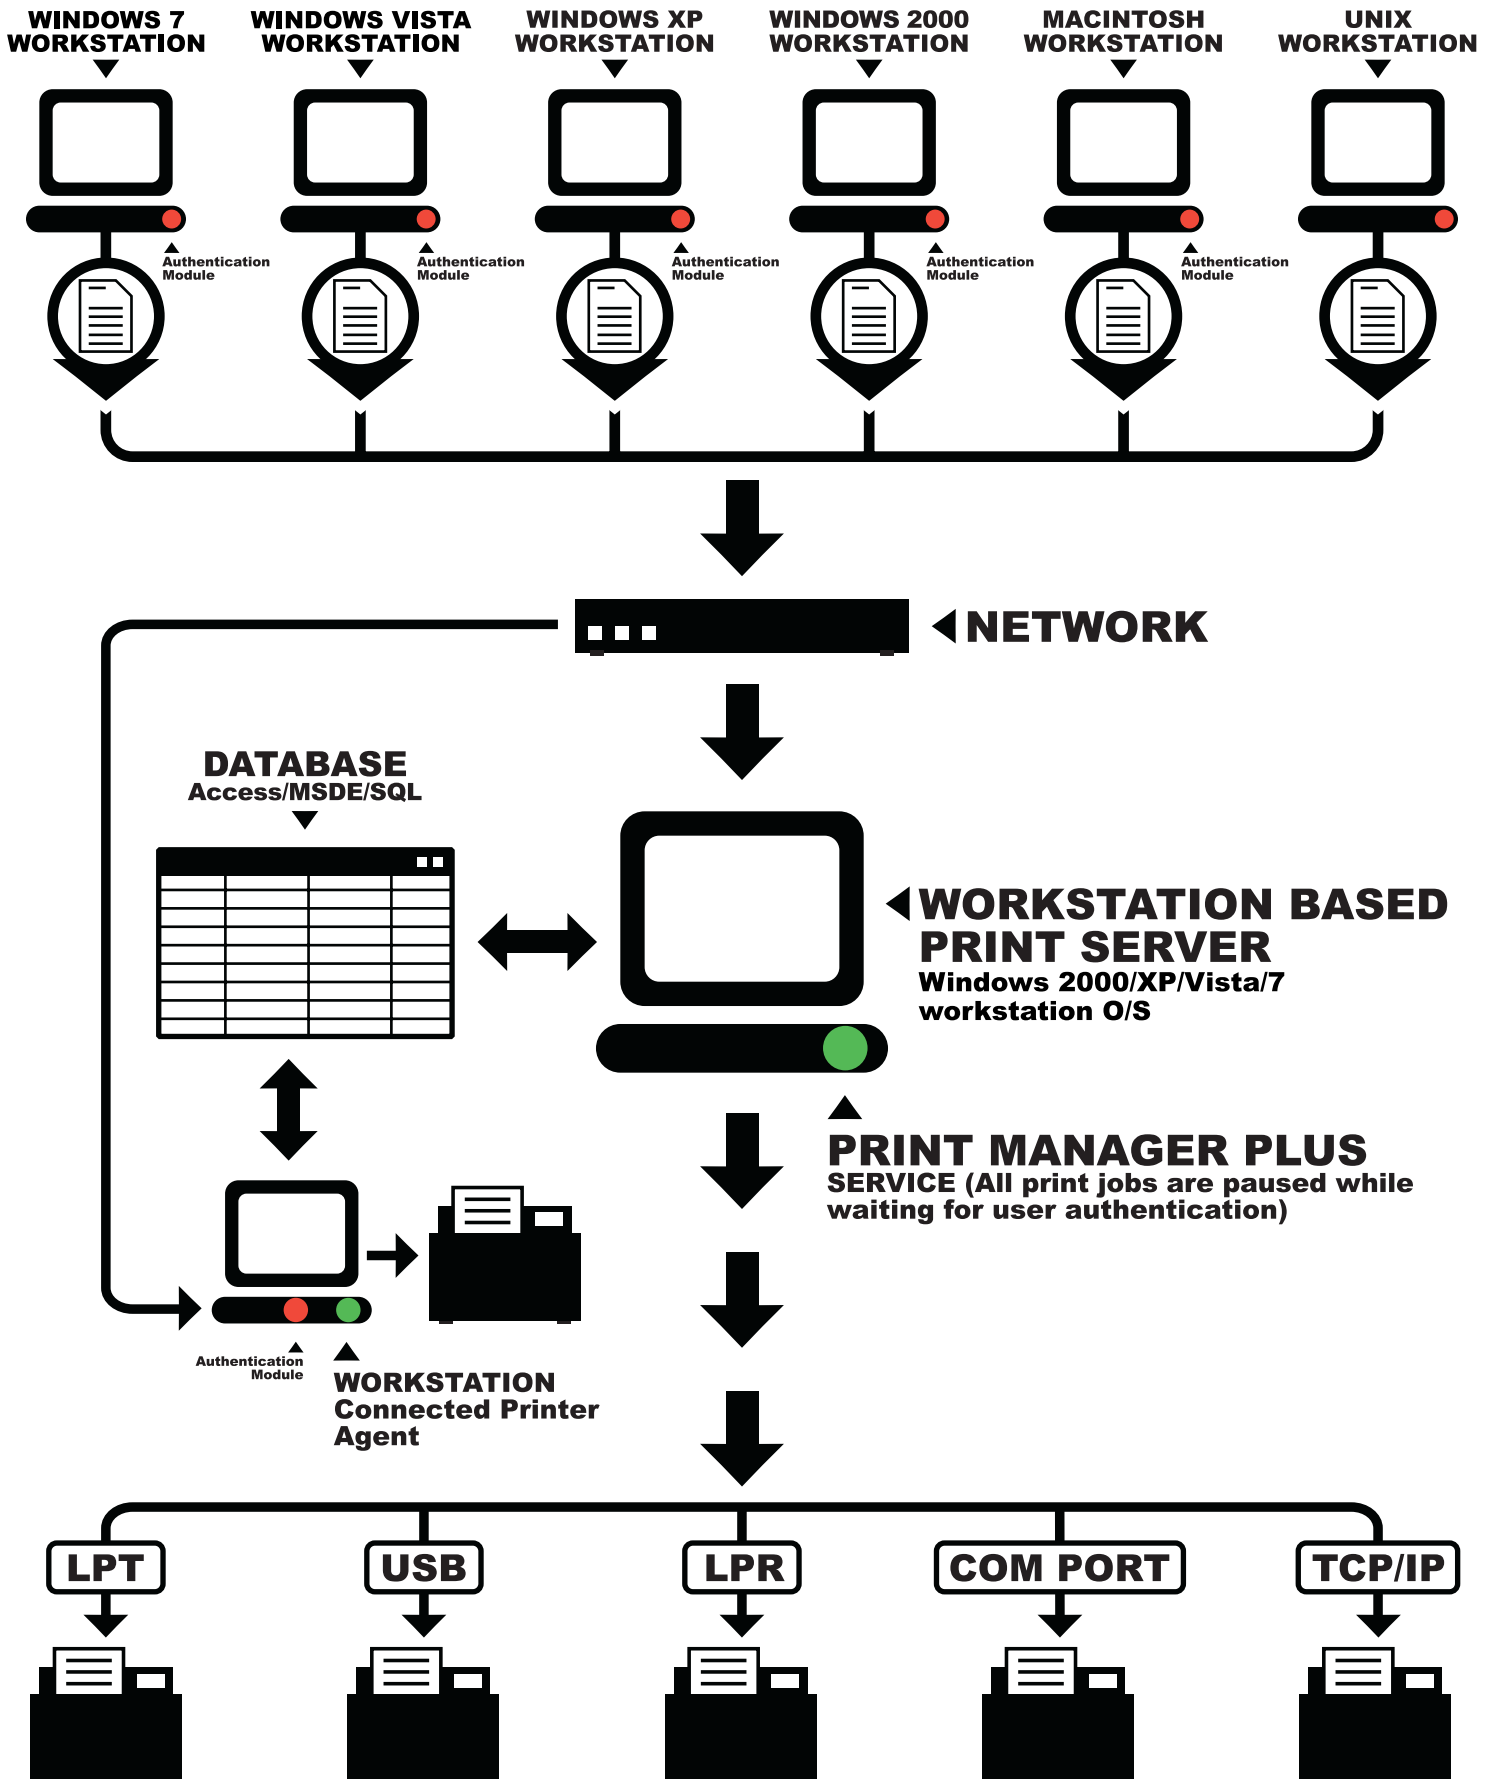 WINDOWS 7
WORKSTATION
WINDOWS VISTA
WORKSTATION
WINDOWS XP
WORKSTATION
WINDOWS 2000
WORKSTATION
MACINTOSH
WORKSTATION
UNIX
WORKSTATION
Authentication
Module
Authentication
Module
Authentication
Module
Authentication
Module
Authentication
Module
NETWORK
DATABASE
Access/MSDE/SQL
WORKSTATION BASED
PRINT SERVER
Windows 2000/XP/Vista/7
workstation O/S
PRINT MANAGER PLUS
SERVICE (All print jobs are paused while
waiting for user authentication)
Authentication
Module
WORKSTATION
Connected Printer
Agent
LPT
USB
LPR
COM PORT
TCP/IP